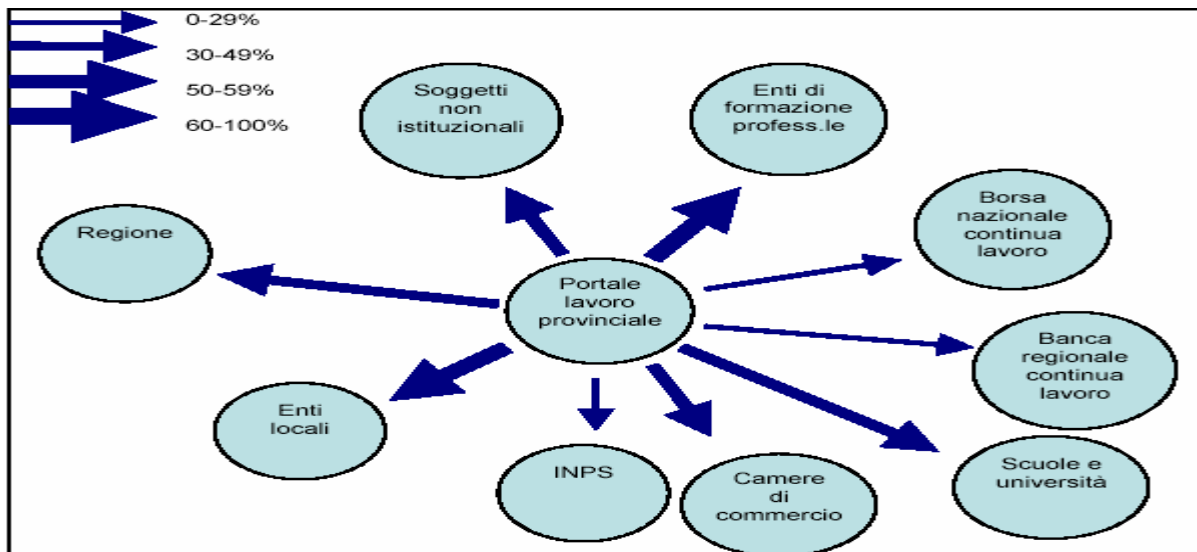 0-29%
30-49%
50-59%
60-100%
Soggetti
non
istituzionali
Enti di
formazione
profess.le
Borsa
nazionale
continua
lavoro
Regione
Portale
lavoro
provinciale
Banca
regionale
continua
lavoro
Enti
locali
INPS
Camere
di
commercio
Scuole e
università